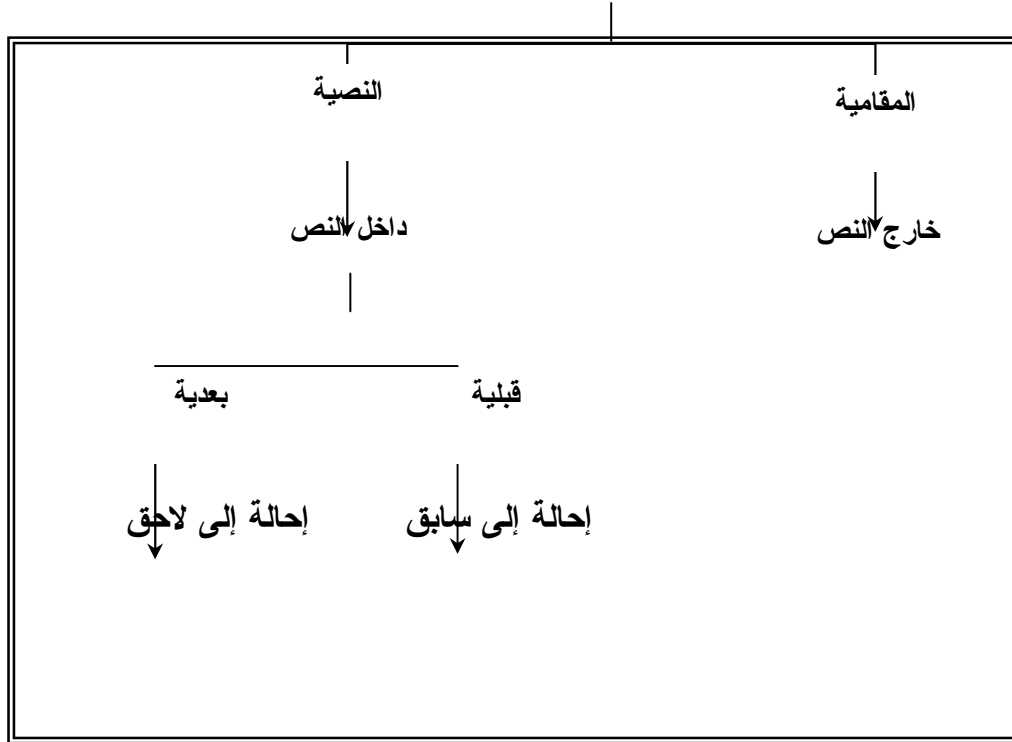 المقامية
النصية
خارج النص
داخل النص
قبلية
بعدية
إحالة إلى سابق
إحالة إلى لاحق